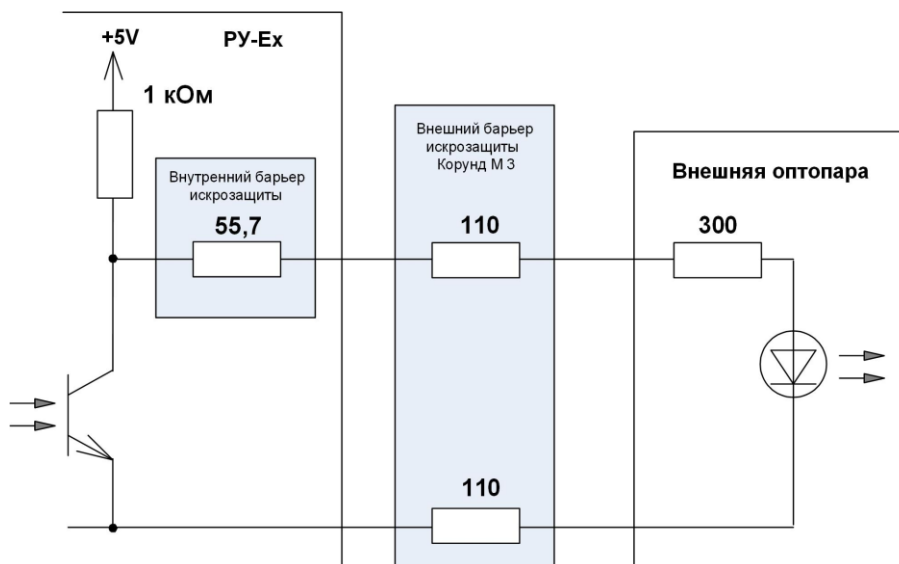 +5V
РУ-Ех
1 кОм
Внутренний барьер
искрозащиты
55,7
Внешний барьер
искрозащиты
Корунд М 3
110
Внешняя оптопара
300
110